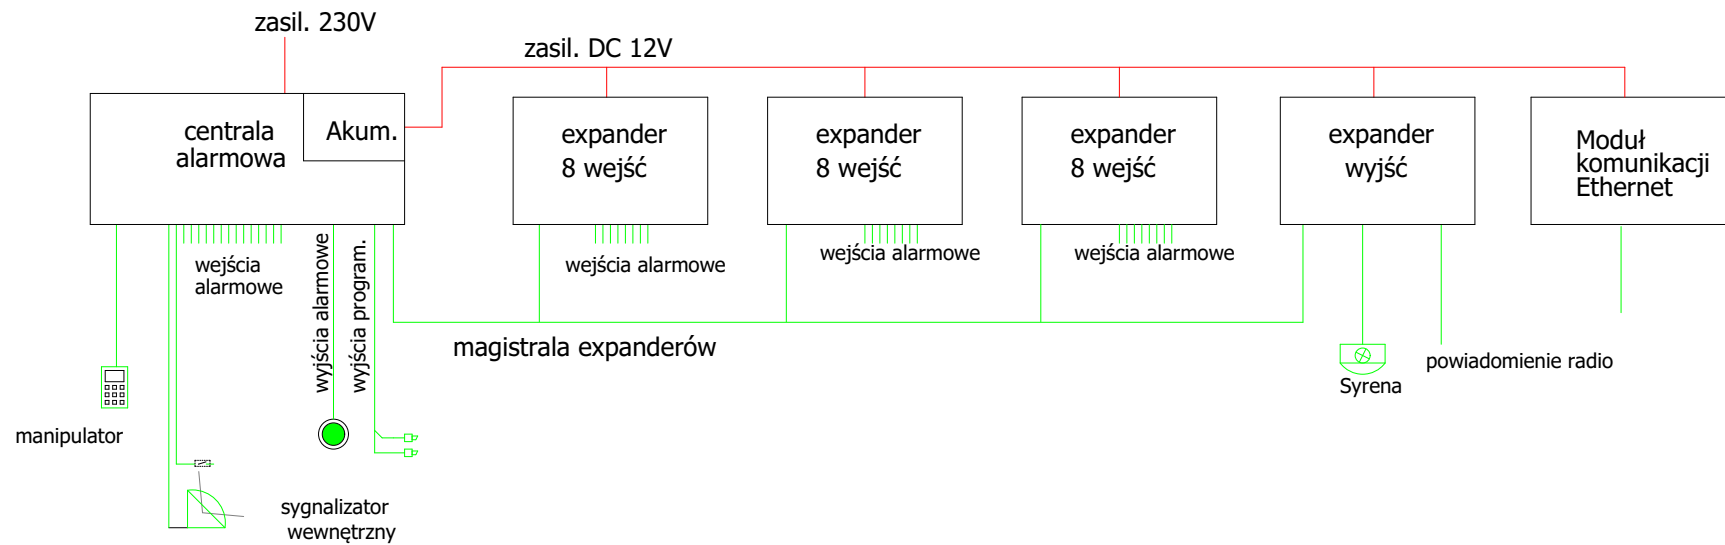 zasil. 230V
zasil. DC 12V
centrala
alarmowa
Akum.
expander
8 wejść
expander
8 wejść
expander
8 wejść
expander
wyjść
Moduł
komunikacji
Ethernet
wejścia
alarmowe
wyjścia alarmowe
wyjścia program.
wejścia alarmowe
wejścia alarmowe
wejścia alarmowe
magistrala expanderów
Syrena
powiadomienie radio
manipulator
sygnalizator
wewnętrzny